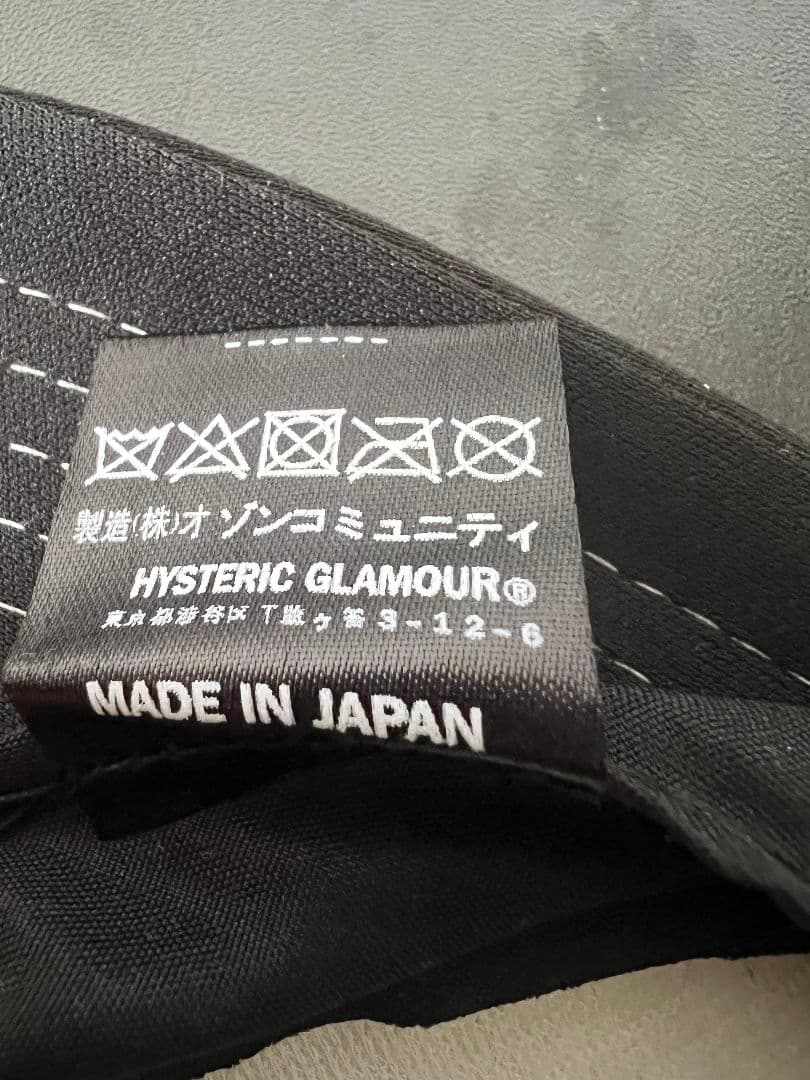 製造(株)オゾンコミュニティ
HYSTERIC GLAMOUR®
東京都渋谷区千駄ヶ谷3-12-6
MADE IN JAPAN